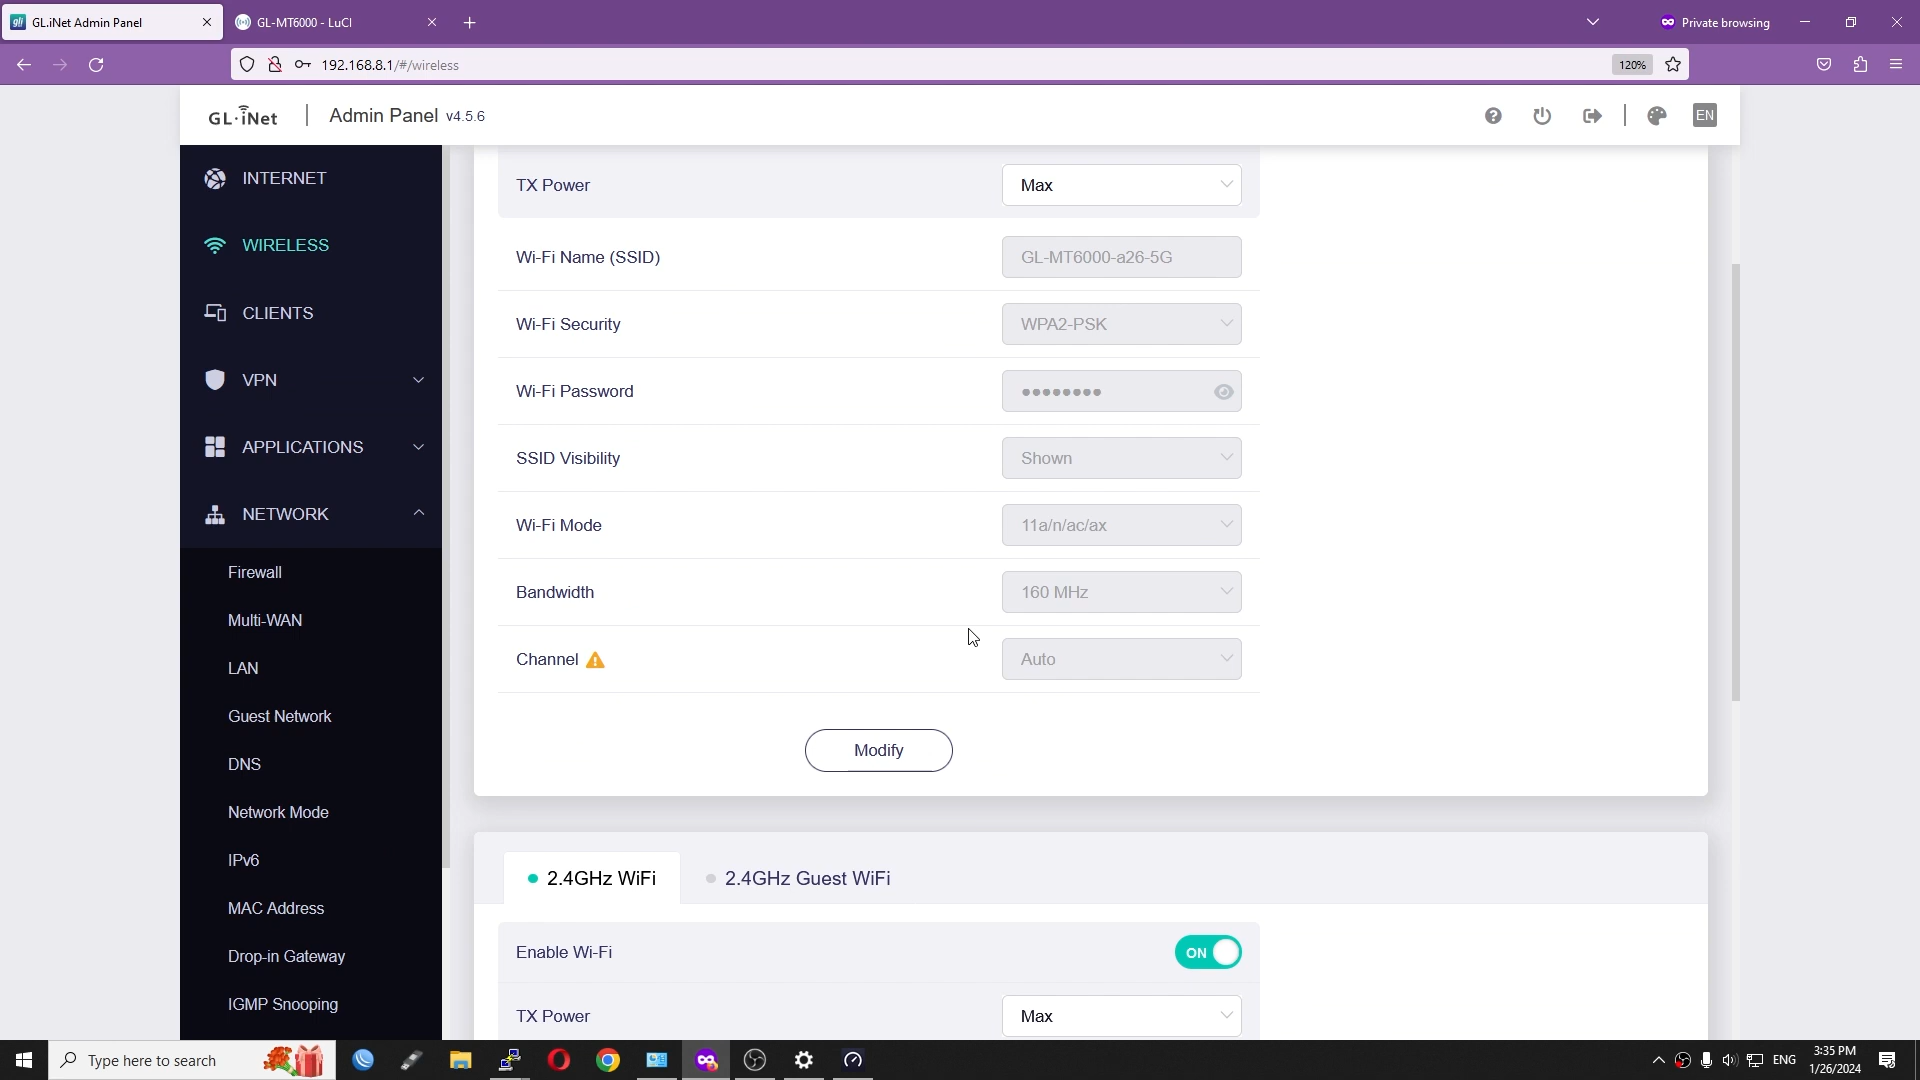 GL.iNet Admin Panel
GL-MT6000 - LuCI
Private browsing
192.168.8.1/#/wireless
120%
GL·iNet
Admin Panel v4.5.6
EN
INTERNET
WIRELESS
CLIENTS
VPN
APPLICATIONS
NETWORK
Firewall
Multi-WAN
LAN
Guest Network
DNS
Network Mode
IPv6
MAC Address
Drop-in Gateway
IGMP Snooping
TX Power Max
Wi-Fi Name (SSID) GL-MT6000-a26-5G
Wi-Fi Security WPA2-PSK
Wi-Fi Password ●●●●●●●●
SSID Visibility Shown
Wi-Fi Mode 11a/n/ac/ax
Bandwidth 160 MHz
Channel Auto
Modify
2.4GHz WiFi 2.4GHz Guest WiFi
Enable Wi-Fi ON
TX Power Max
Type here to search
ENG
3:35 PM
1/26/2024